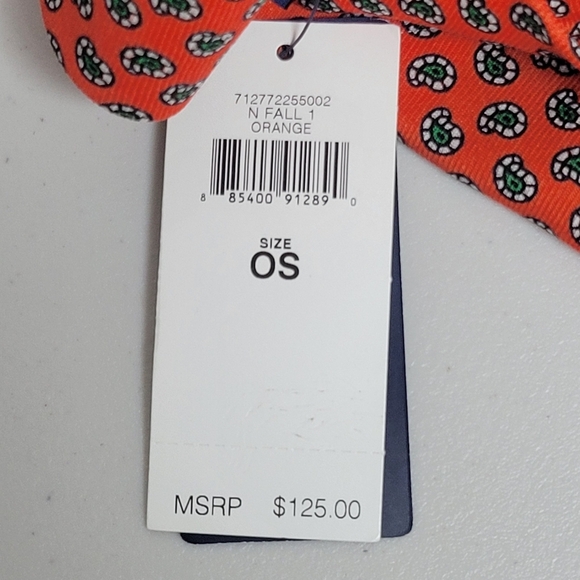 712772255002
N FALL 1
ORANGE
8 85400 91289 0
SIZE
OS
MSRP $125.00